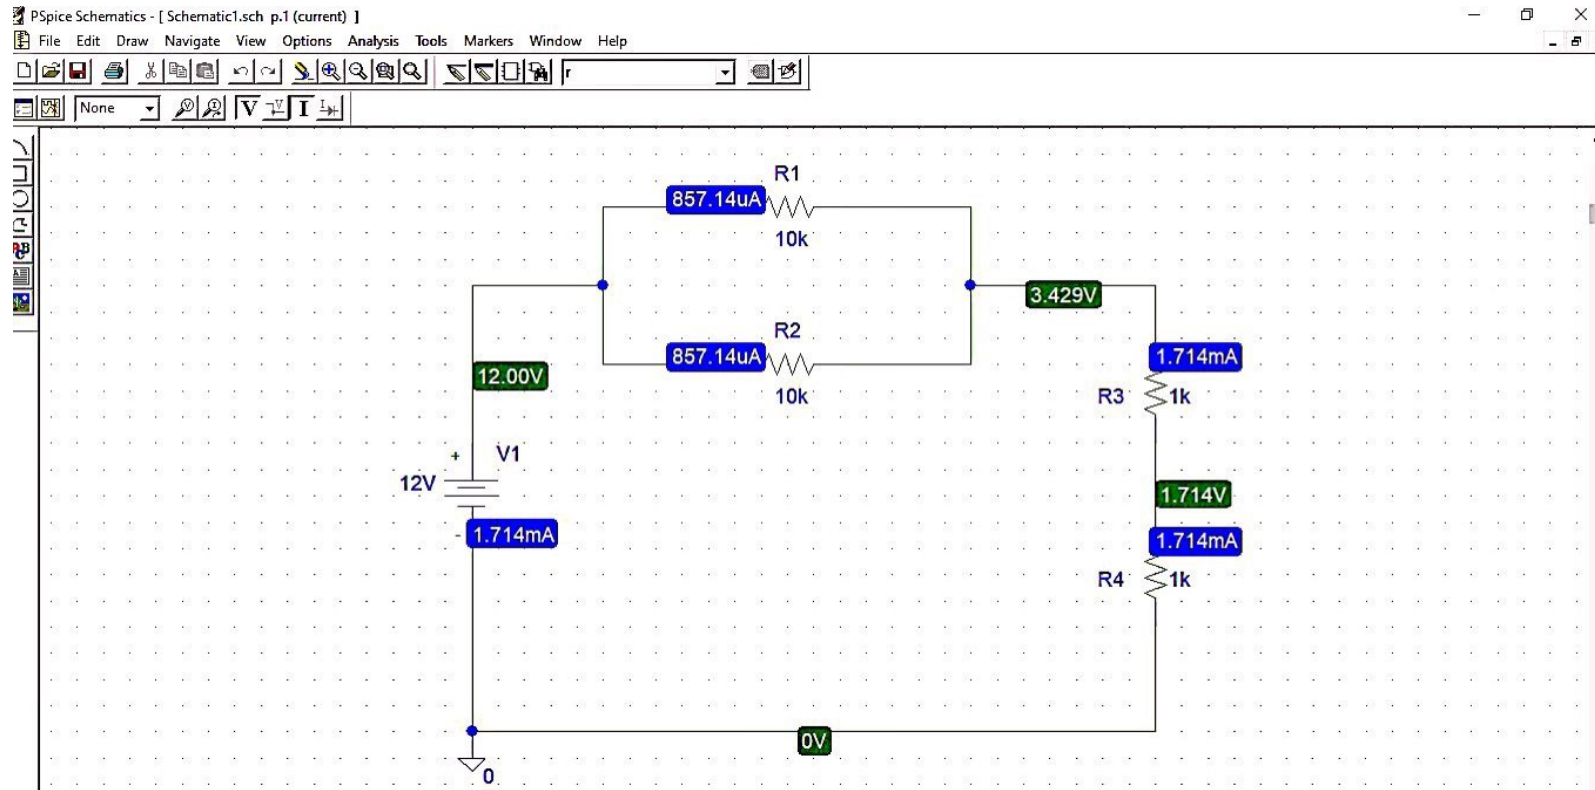 PSpice Schematics - [ Schematic1.sch p.1 (current) ]
File Edit Draw Navigate View Options Analysis Tools Markers Window Help
r
None V V I I
R1
857.14uA
10k
3.429V
R2
857.14uA
10k
12.00V
1.714mA
R3 1k
+ V1
12V
1.714V
- 1.714mA
1.714mA
R4 1k
0V
0